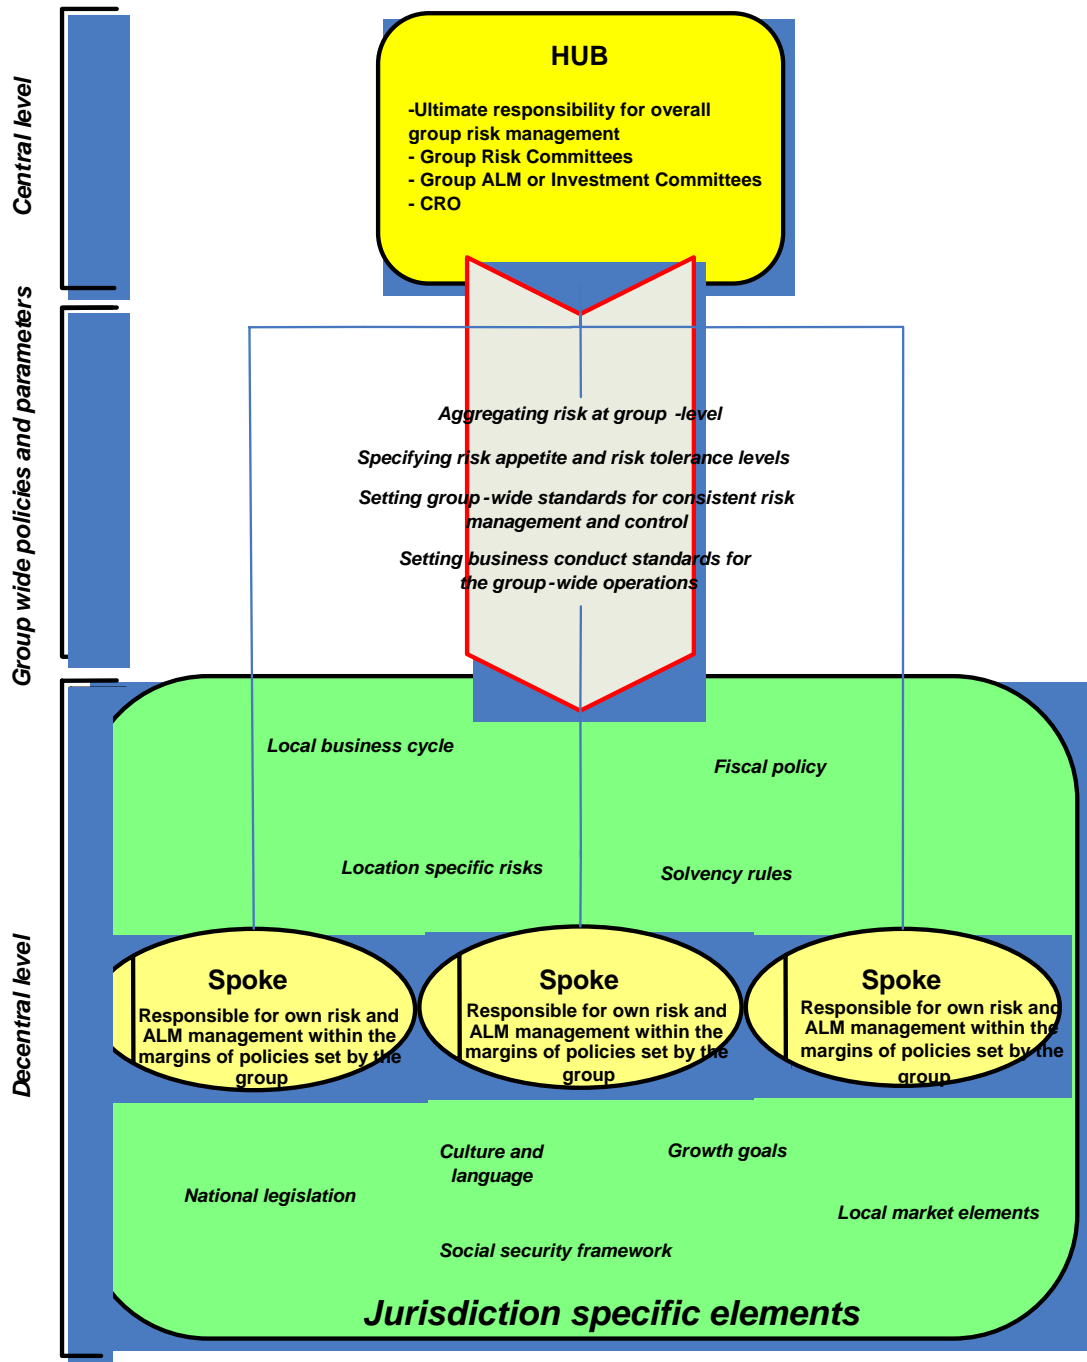 Central level
HUB
-Ultimate responsibility for overall
group risk management
- Group Risk Committees
- Group ALM or Investment Committees
- CRO
Group wide policies and parameters
Aggregating risk at group -level
Specifying risk appetite and risk tolerance levels
Setting group-wide standards for consistent risk
management and control
Setting business conduct standards for
the group-wide operations
Decentral level
Local business cycle
Fiscal policy
Location specific risks
Solvency rules
Spoke
Responsible for own risk and
ALM management within the
margins of policies set by the
group
Spoke
Responsible for own risk and
ALM management within the
margins of policies set by the
group
Spoke
Responsible for own risk and
ALM management within the
margins of policies set by the
group
Culture and
language
Growth goals
National legislation
Local market elements
Social security framework
Jurisdiction specific elements